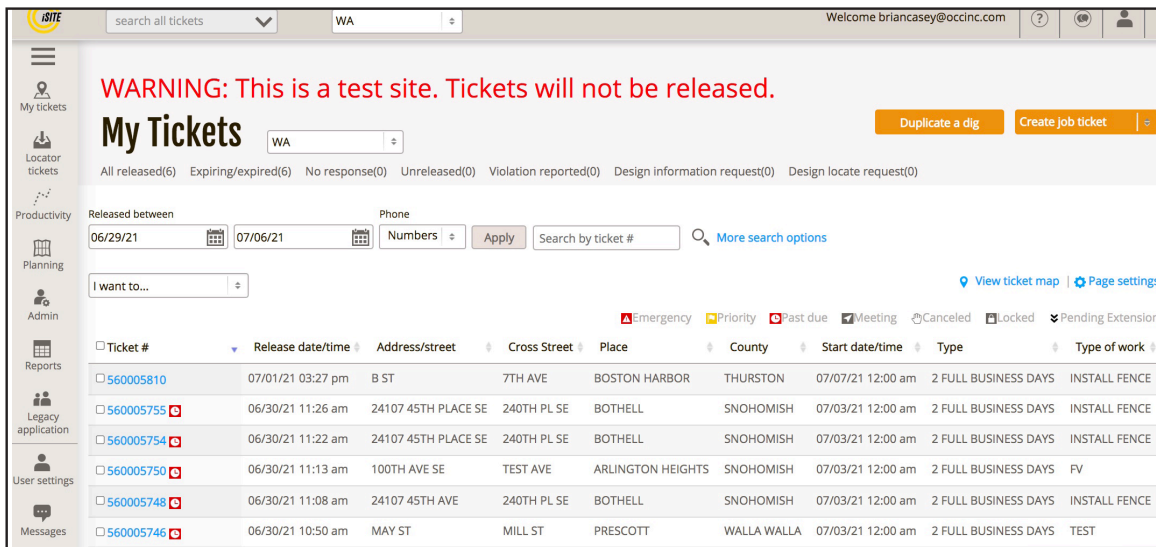 iSITE
search all tickets
WA
Welcome briancasey@occinc.com
?
My tickets
Locator
tickets
Productivity
Planning
Admin
Reports
Legacy
application
User settings
Messages
WARNING: This is a test site. Tickets will not be released.
My Tickets
WA
Duplicate a dig
Create job ticket
All released(6) Expiring/expired(6) No response(0) Unreleased(0) Violation reported(0) Design information request(0) Design locate request(0)
Released between
Phone
06/29/21 07/06/21 Numbers Apply Search by ticket # More search options
I want to...
View ticket map | Page settings
Emergency Priority Past due Meeting Canceled Locked Pending Extension
Ticket # Release date/time Address/street Cross Street Place County Start date/time Type Type of work
560005810 07/01/21 03:27 pm B ST 7TH AVE BOSTON HARBOR THURSTON 07/07/21 12:00 am 2 FULL BUSINESS DAYS INSTALL FENCE
560005755 06/30/21 11:26 am 24107 45TH PLACE SE 240TH PL SE BOTHELL SNOHOMISH 07/03/21 12:00 am 2 FULL BUSINESS DAYS INSTALL FENCE
560005754 06/30/21 11:22 am 24107 45TH PLACE SE 240TH PL SE BOTHELL SNOHOMISH 07/03/21 12:00 am 2 FULL BUSINESS DAYS INSTALL FENCE
560005750 06/30/21 11:13 am 100TH AVE SE TEST AVE ARLINGTON HEIGHTS SNOHOMISH 07/03/21 12:00 am 2 FULL BUSINESS DAYS FV
560005748 06/30/21 11:08 am 24107 45TH AVE 240TH PL SE BOTHELL SNOHOMISH 07/03/21 12:00 am 2 FULL BUSINESS DAYS INSTALL FENCE
560005746 06/30/21 10:50 am MAY ST MILL ST PRESCOTT WALLA WALLA 07/03/21 12:00 am 2 FULL BUSINESS DAYS TEST